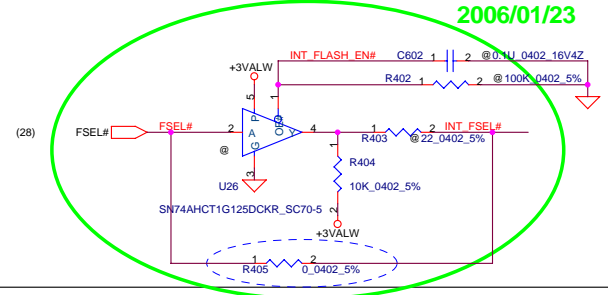 2006/01/23
INT_FLASH_EN# C602 1 2 @0.1U_0402_16V4Z
+3VALW
R402 1 2 @100K_0402_5%
5 1
P OE#
(28) FSEL# FSEL# 2 A Y 4 1 2 INT_FSEL#
R403 @22_0402_5%
G
@ 1
3 R404
U26 10K_0402_5%
SN74AHCT1G125DCKR_SC70-5
2
+3VALW
1 2
R405 0_0402_5%